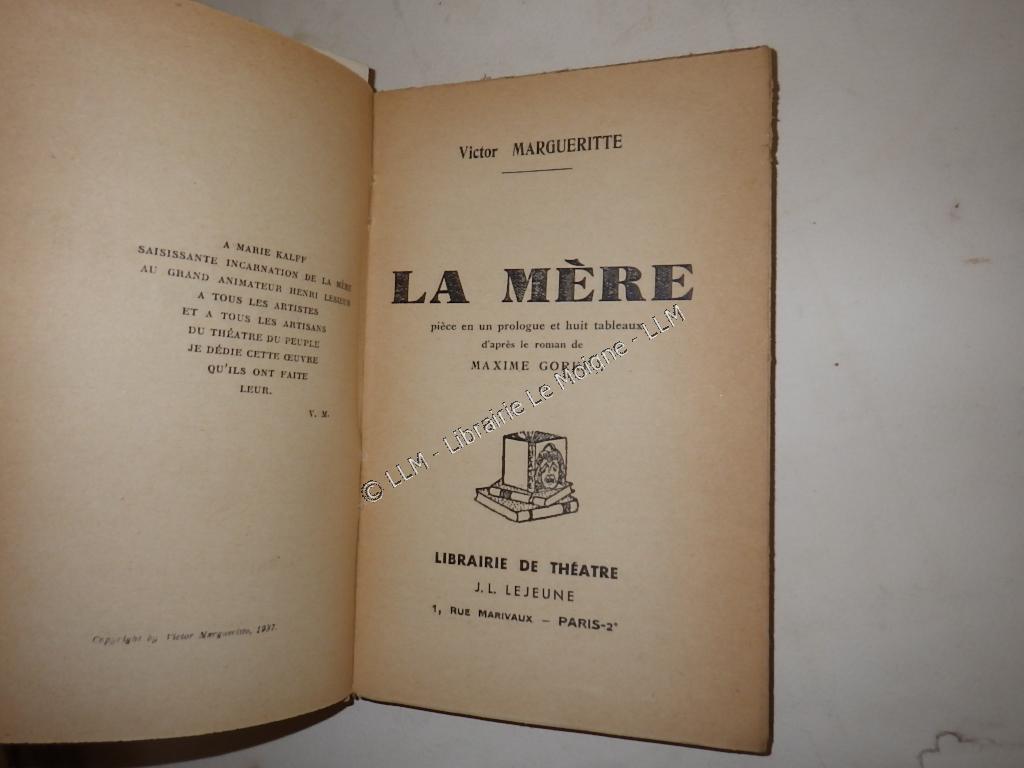 A MARIE KALFF
SAISISSANTE INCARNATION DE LA MÈRE
AU GRAND ANIMATEUR HENRI LESIEUR
A TOUS LES ARTISTES
ET A TOUS LES ARTISANS
DU THÉATRE DU PEUPLE
JE DÉDIE CETTE ŒUVRE
QU'ILS ONT FAITE
LEUR.
V. M.
Copyright by Victor Margueritte, 1937.
Victor MARGUERITTE
LA MÈRE
pièce en un prologue et huit tableaux
d'après le roman de
MAXIME
LIBRAIRIE DE THÉATRE
J. L. LEJEUNE
1, RUE MARIVAUX — PARIS-2e
© LLM - Librairie Le Moigne - LLM